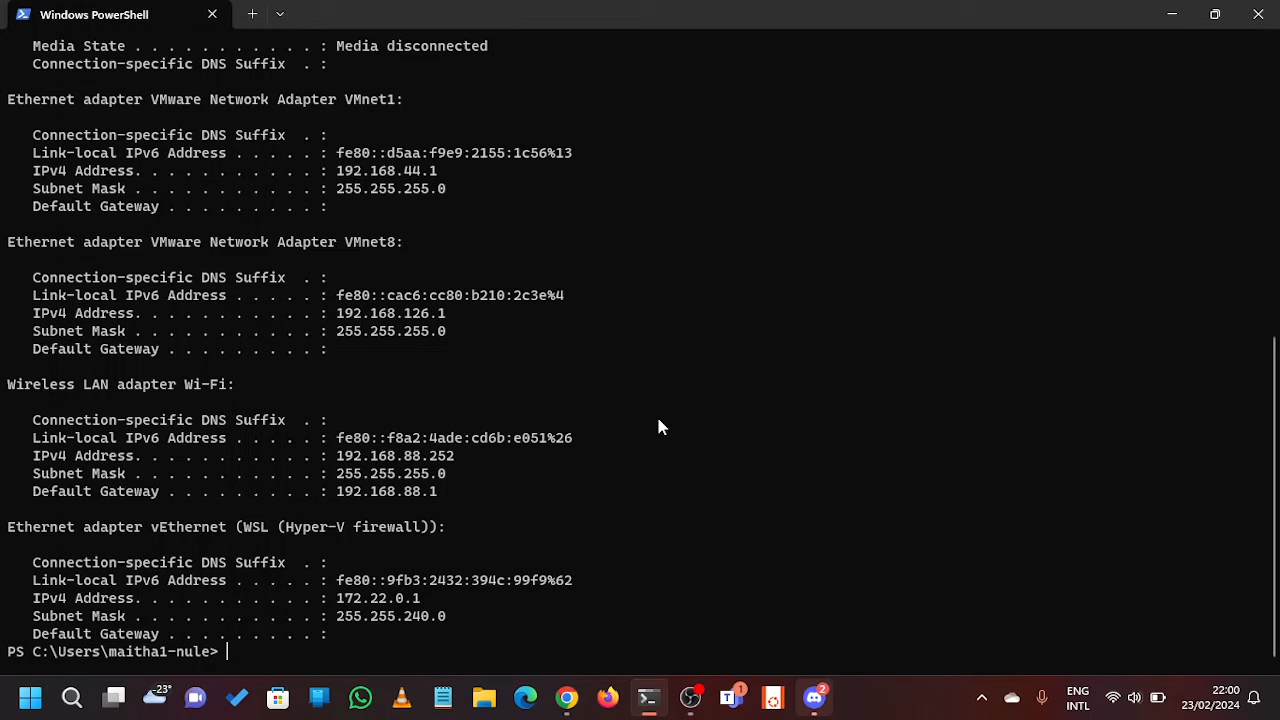 Windows PowerShell
Media State . . . . . . . . . . . : Media disconnected
Connection-specific DNS Suffix  . :
Ethernet adapter VMware Network Adapter VMnet1:
Connection-specific DNS Suffix  . :
Link-local IPv6 Address . . . . . : fe80::d5aa:f9e9:2155:1c56%13
IPv4 Address. . . . . . . . . . . : 192.168.44.1
Subnet Mask . . . . . . . . . . . : 255.255.255.0
Default Gateway . . . . . . . . . :
Ethernet adapter VMware Network Adapter VMnet8:
Connection-specific DNS Suffix  . :
Link-local IPv6 Address . . . . . : fe80::cac6:cc80:b210:2c3e%4
IPv4 Address. . . . . . . . . . . : 192.168.126.1
Subnet Mask . . . . . . . . . . . : 255.255.255.0
Default Gateway . . . . . . . . . :
Wireless LAN adapter Wi-Fi:
Connection-specific DNS Suffix  . :
Link-local IPv6 Address . . . . . : fe80::f8a2:4ade:cd6b:e051%26
IPv4 Address. . . . . . . . . . . : 192.168.88.252
Subnet Mask . . . . . . . . . . . : 255.255.255.0
Default Gateway . . . . . . . . . : 192.168.88.1
Ethernet adapter vEthernet (WSL (Hyper-V firewall)):
Connection-specific DNS Suffix  . :
Link-local IPv6 Address . . . . . : fe80::9fb3:2432:394c:99f9%62
IPv4 Address. . . . . . . . . . . : 172.22.0.1
Subnet Mask . . . . . . . . . . . : 255.255.240.0
Default Gateway . . . . . . . . . :
PS C:\Users\maitha1-nule>
23°
1
2
ENG
INTL
22:00
23/02/2024